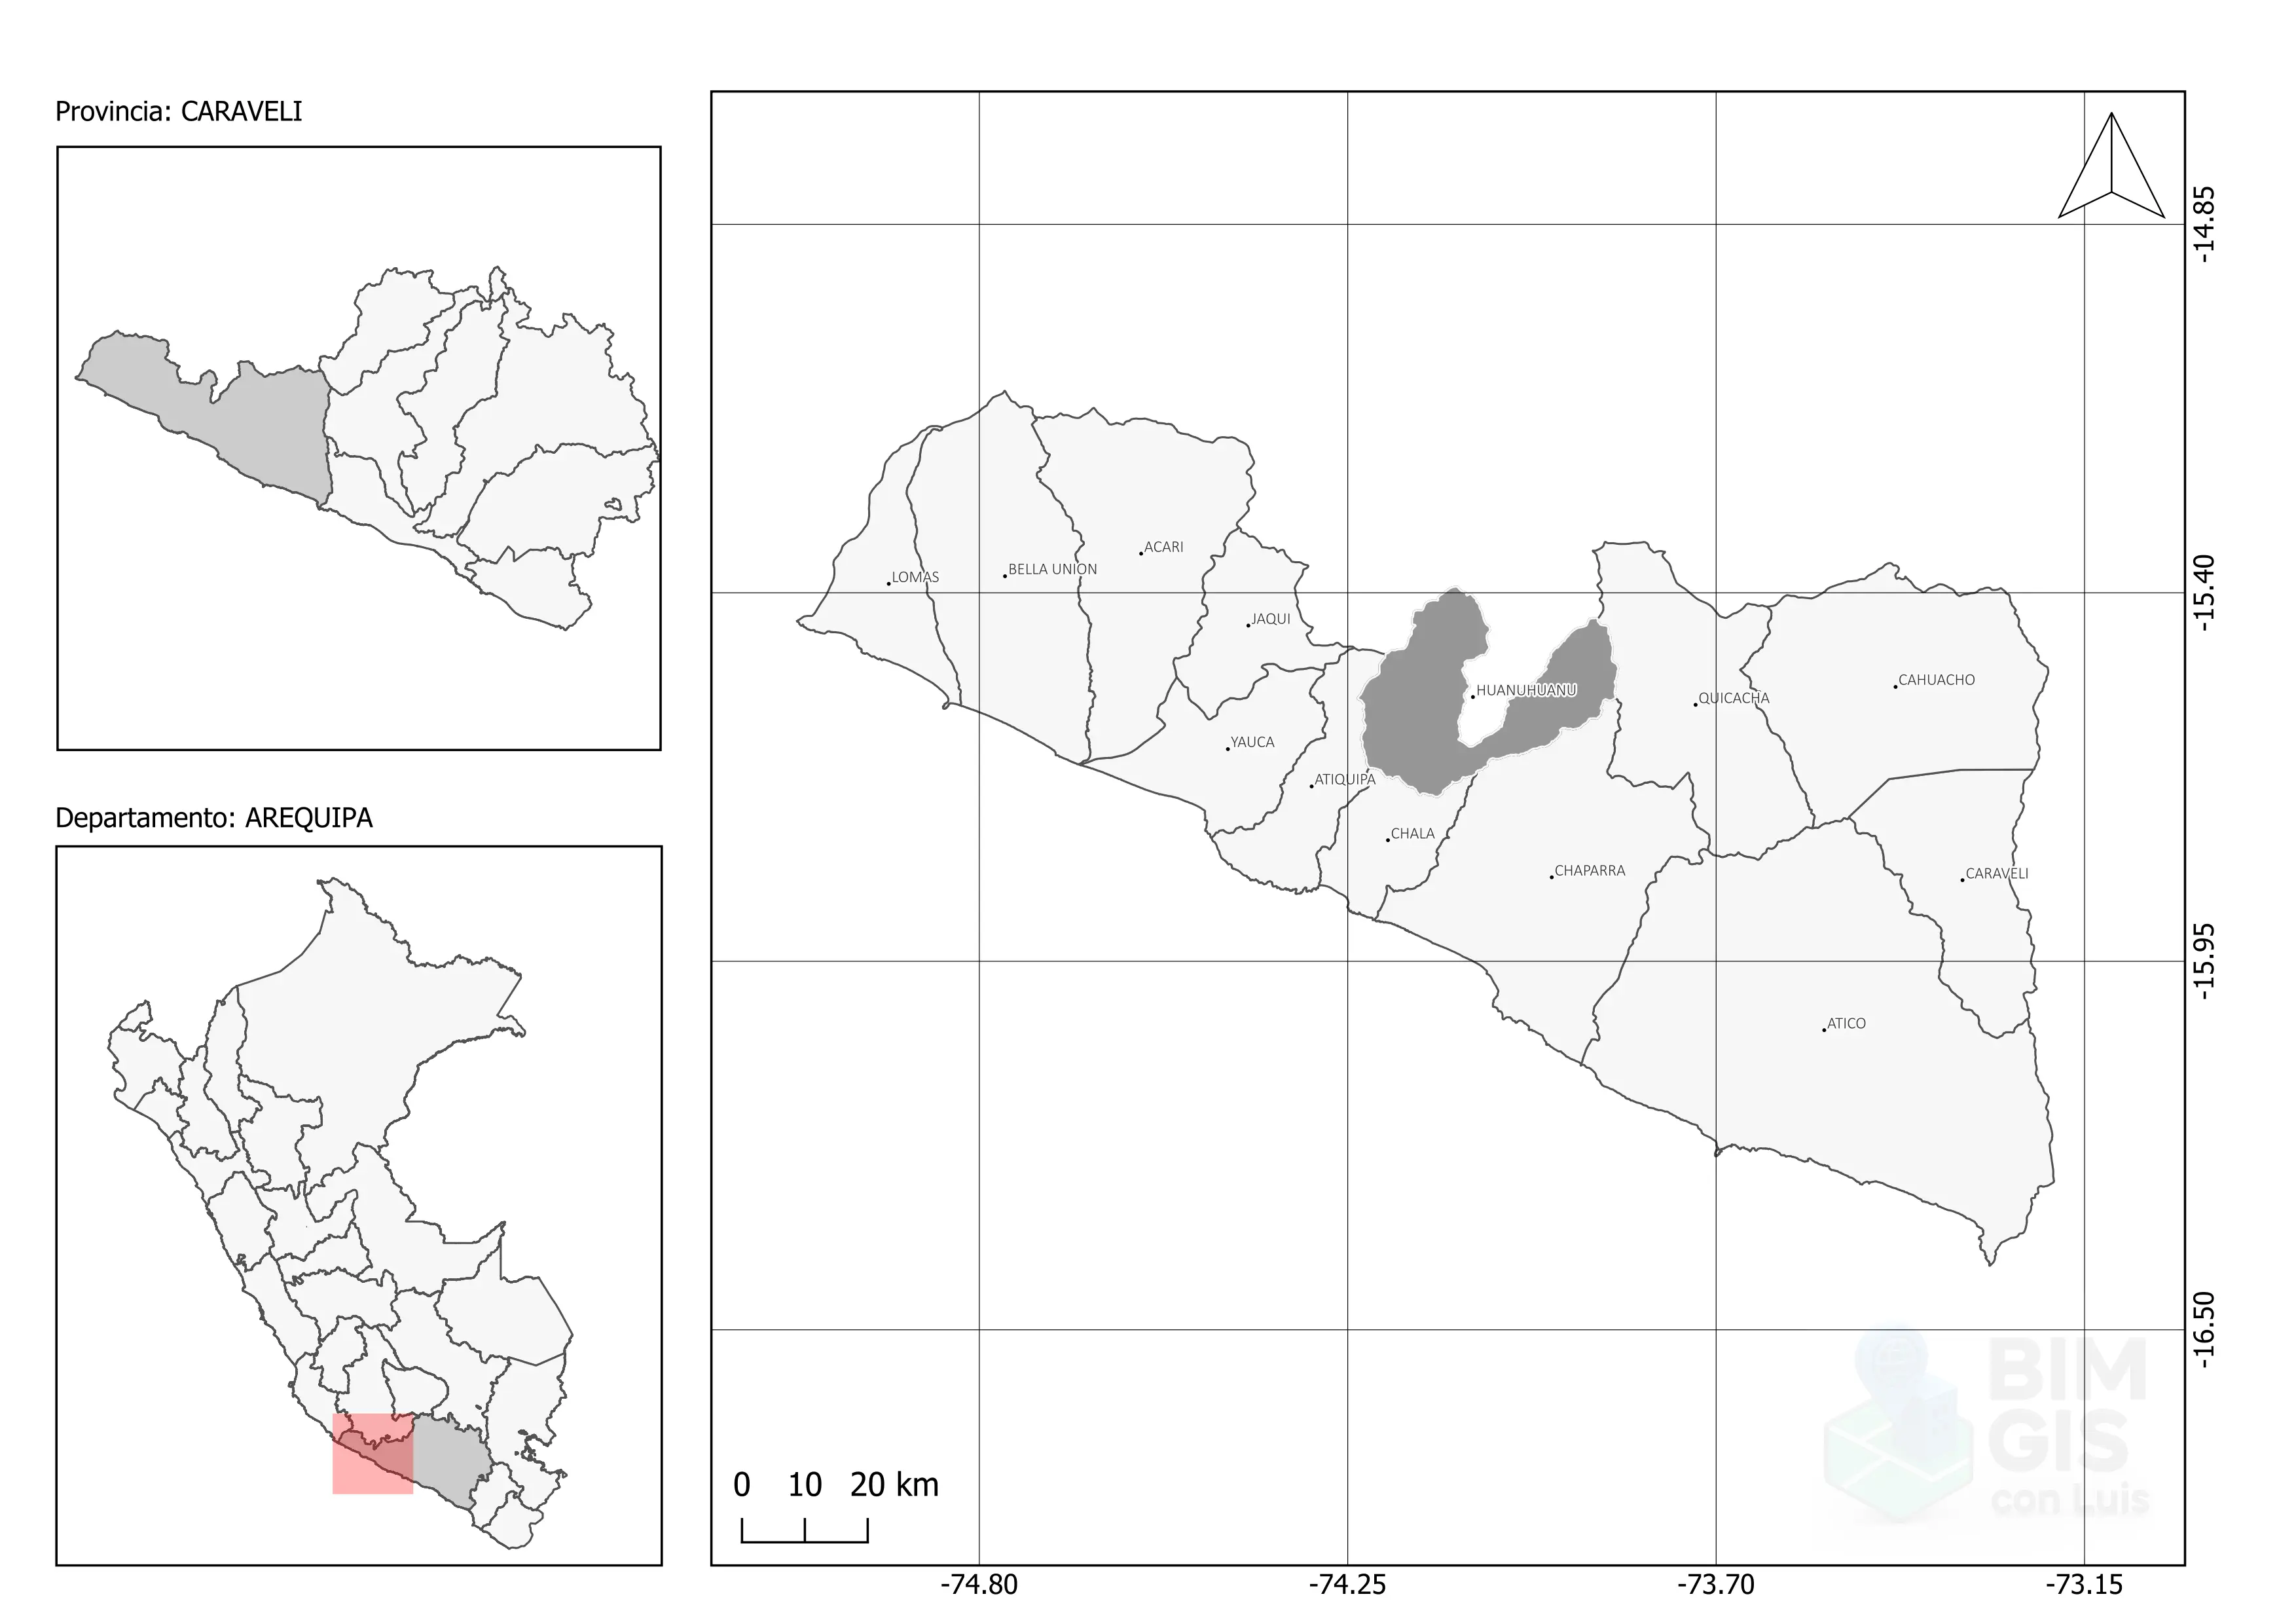 Provincia: CARAVELI
Departamento: AREQUIPA
-14.85
ACARI
BELLA UNION
LOMAS
-15.40
JAQUI
CAHUACHO
HUANUHUANU
QUICACHA
YAUCA
ATIQUIPA
CHALA
CHAPARRA
CARAVELI
-15.95
ATICO
-16.50
BIM
GIS
con Luis
0 10 20 km
-74.80 -74.25 -73.70 -73.15